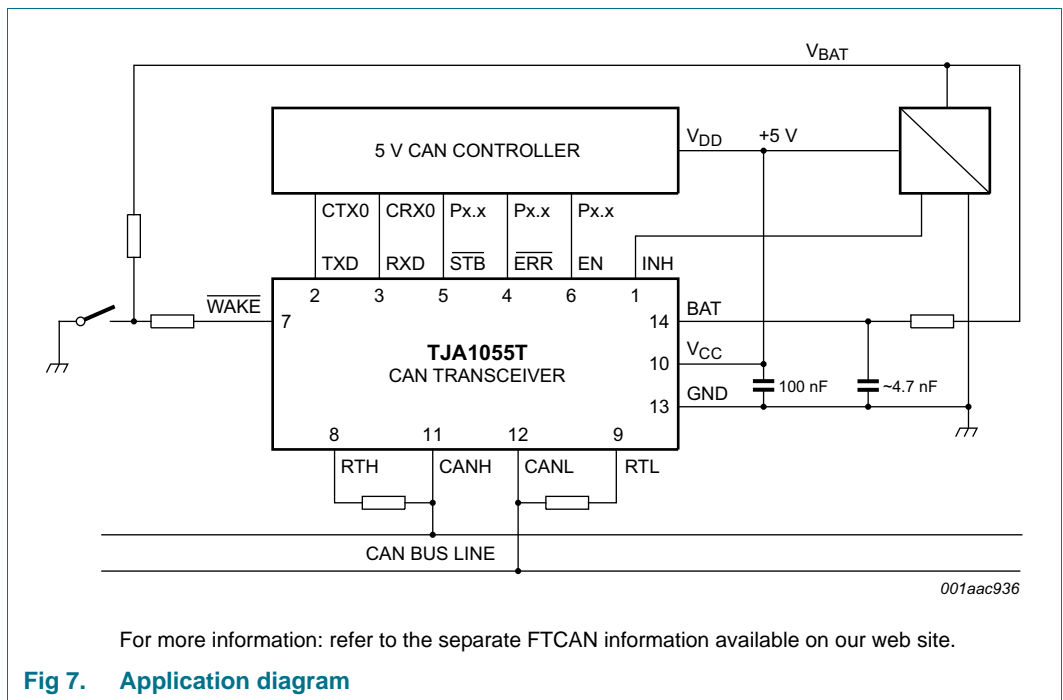 VBAT
5 V CAN CONTROLLER
VDD
+5 V
CTX0
CRX0
Px.x
Px.x
Px.x
TXD
RXD
STB
ERR
EN
INH
2
3
5
4
6
1
WAKE
7
14
BAT
TJA1055T
CAN TRANSCEIVER
10
VCC
100 nF
~4.7 nF
13
GND
8
11
12
9
RTH
CANH
CANL
RTL
CAN BUS LINE
001aac936
For more information: refer to the separate FTCAN information available on our web site.
Fig 7. Application diagram